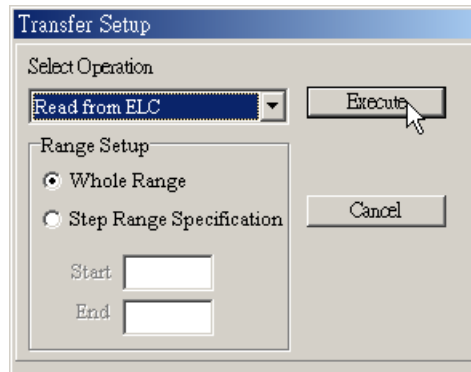 Transfer Setup
Select Operation
Read from ELC
Execute
Range Setup
Whole Range
Step Range Specification
Cancel
Start
End